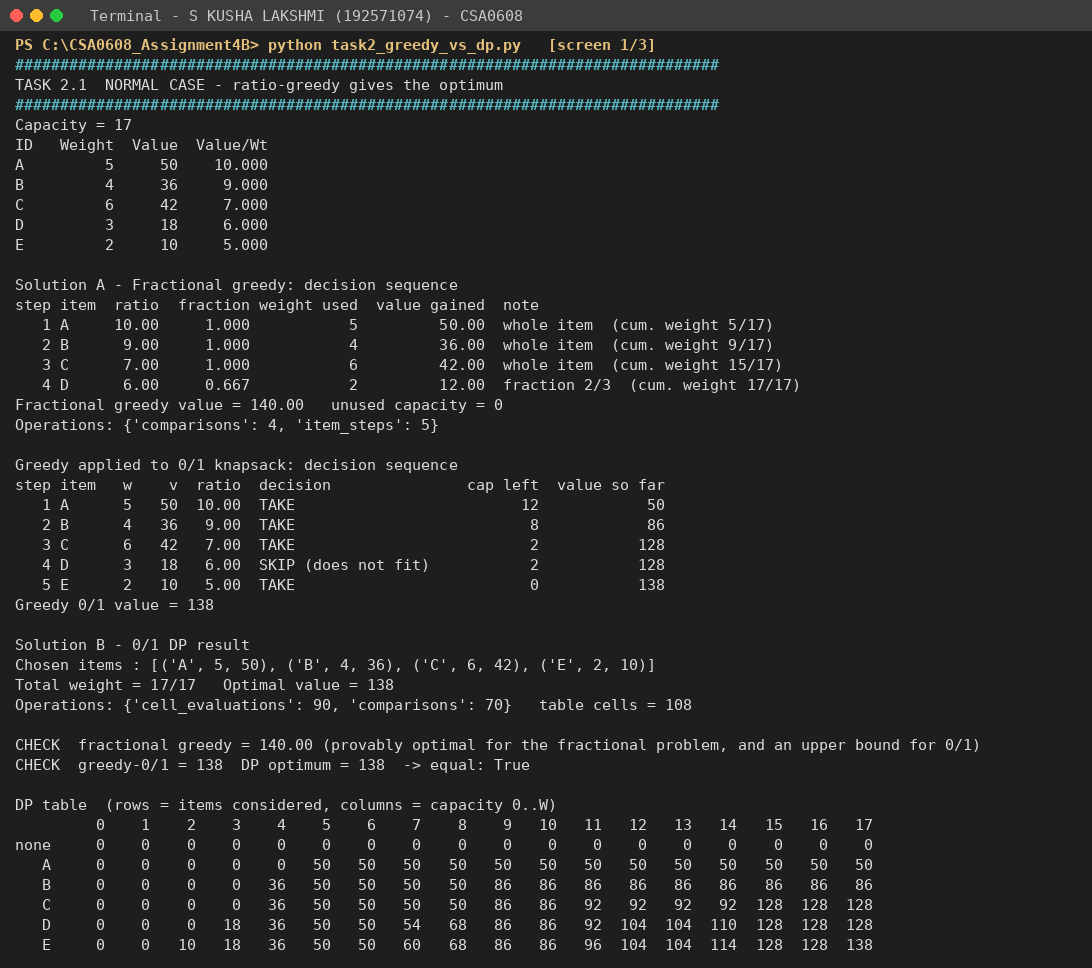 Terminal - S KUSHA LAKSHMI (192571074) - CSA0608
PS C:\CSA0608_Assignment4B> python task2_greedy_vs_dp.py   [screen 1/3]
##############################################################################
TASK 2.1  NORMAL CASE - ratio-greedy gives the optimum
##############################################################################
Capacity = 17
ID   Weight  Value  Value/Wt
A         5     50    10.000
B         4     36     9.000
C         6     42     7.000
D         3     18     6.000
E         2     10     5.000

Solution A - Fractional greedy: decision sequence
step item  ratio  fraction weight used  value gained  note
   1 A     10.00     1.000           5         50.00  whole item  (cum. weight 5/17)
   2 B      9.00     1.000           4         36.00  whole item  (cum. weight 9/17)
   3 C      7.00     1.000           6         42.00  whole item  (cum. weight 15/17)
   4 D      6.00     0.667           2         12.00  fraction 2/3  (cum. weight 17/17)
Fractional greedy value = 140.00   unused capacity = 0
Operations: {'comparisons': 4, 'item_steps': 5}

Greedy applied to 0/1 knapsack: decision sequence
step item   w    v  ratio  decision               cap left  value so far
   1 A      5   50  10.00  TAKE                         12            50
   2 B      4   36   9.00  TAKE                          8            86
   3 C      6   42   7.00  TAKE                          2           128
   4 D      3   18   6.00  SKIP (does not fit)           2           128
   5 E      2   10   5.00  TAKE                          0           138
Greedy 0/1 value = 138

Solution B - 0/1 DP result
Chosen items : [('A', 5, 50), ('B', 4, 36), ('C', 6, 42), ('E', 2, 10)]
Total weight = 17/17   Optimal value = 138
Operations: {'cell_evaluations': 90, 'comparisons': 70}   table cells = 108

CHECK  fractional greedy = 140.00 (provably optimal for the fractional problem, and an upper bound for 0/1)
CHECK  greedy-0/1 = 138  DP optimum = 138  -> equal: True

DP table  (rows = items considered, columns = capacity 0..W)
         0    1    2    3    4    5    6    7    8    9   10   11   12   13   14   15   16   17
none     0    0    0    0    0    0    0    0    0    0    0    0    0    0    0    0    0    0
   A     0    0    0    0    0   50   50   50   50   50   50   50   50   50   50   50   50   50
   B     0    0    0    0   36   50   50   50   50   86   86   86   86   86   86   86   86   86
   C     0    0    0    0   36   50   50   50   50   86   86   92   92   92   92  128  128  128
   D     0    0    0   18   36   50   50   54   68   86   86   92  104  104  110  128  128  128
   E     0    0   10   18   36   50   50   60   68   86   86   96  104  104  114  128  128  138